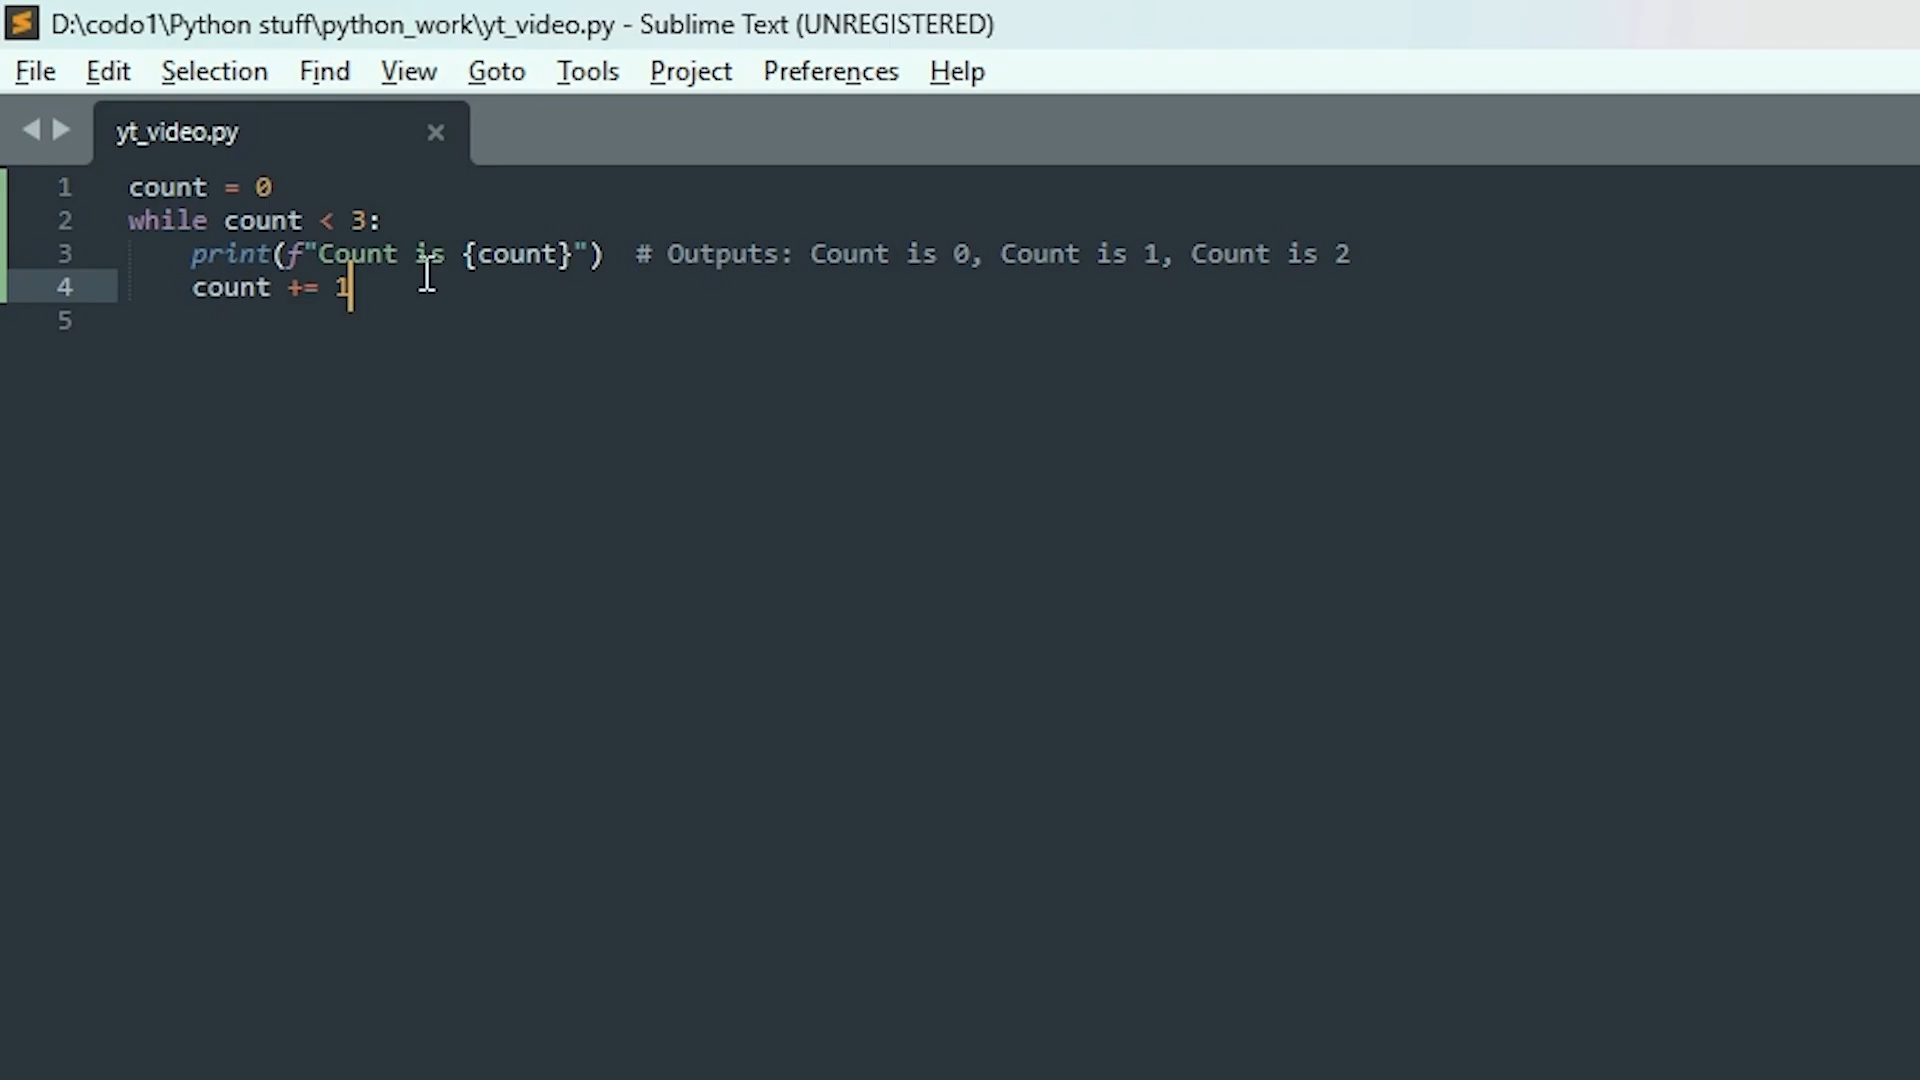 D:\codo1\Python stuff\python_work\yt_video.py - Sublime Text (UNREGISTERED)
File Edit Selection Find View Goto Tools Project Preferences Help
yt_video.py
1 count = 0
2 while count < 3:
3     print(f"Count is {count}")  # Outputs: Count is 0, Count is 1, Count is 2
4     count += 1
5